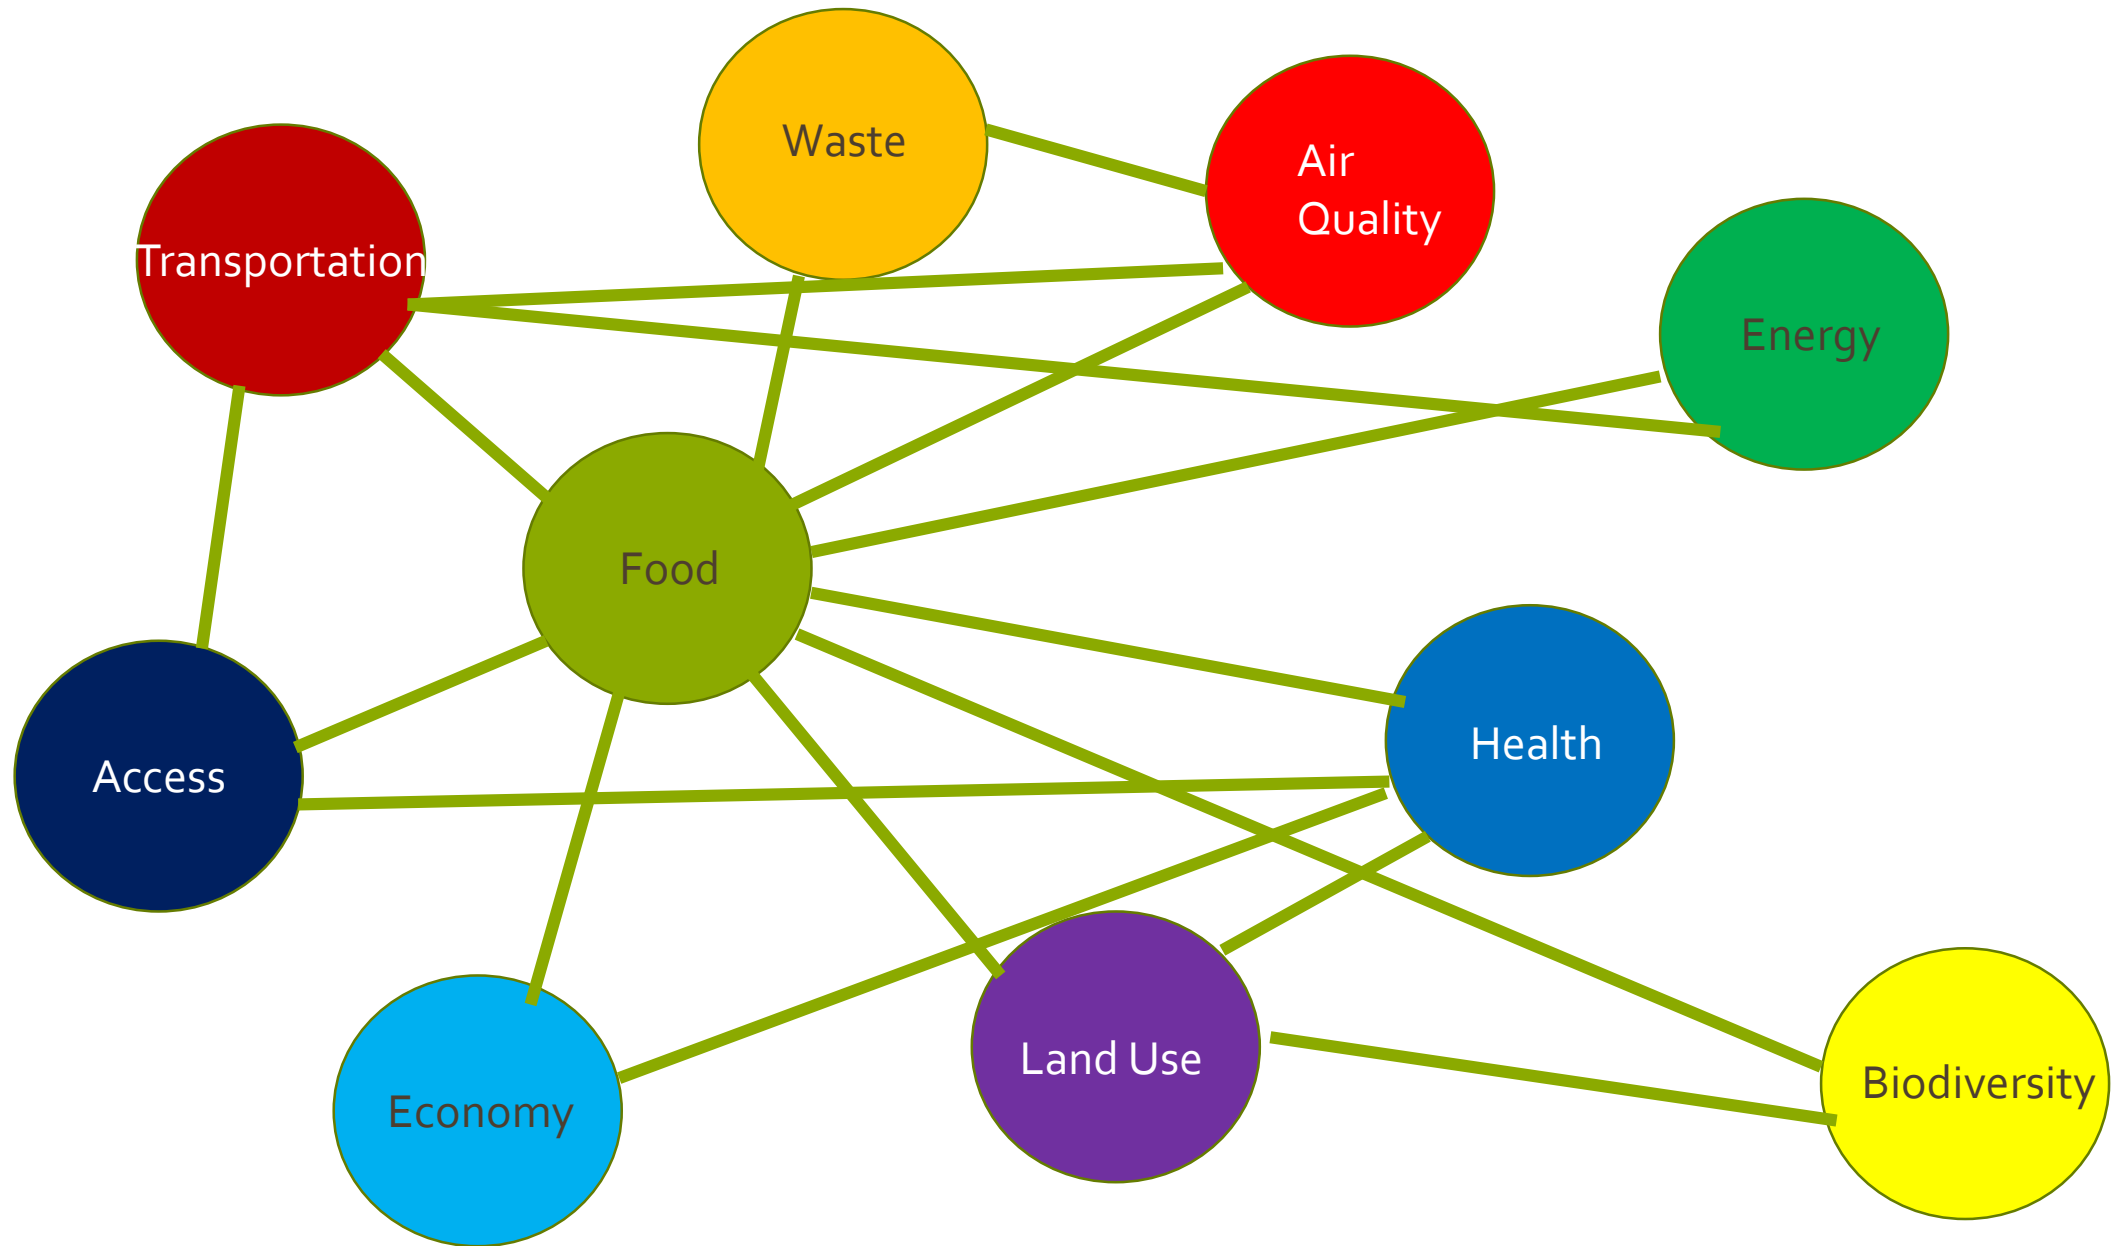 Waste
Air
Quality
Transportation
Energy
Food
Health
Access
Land Use
Biodiversity
Economy